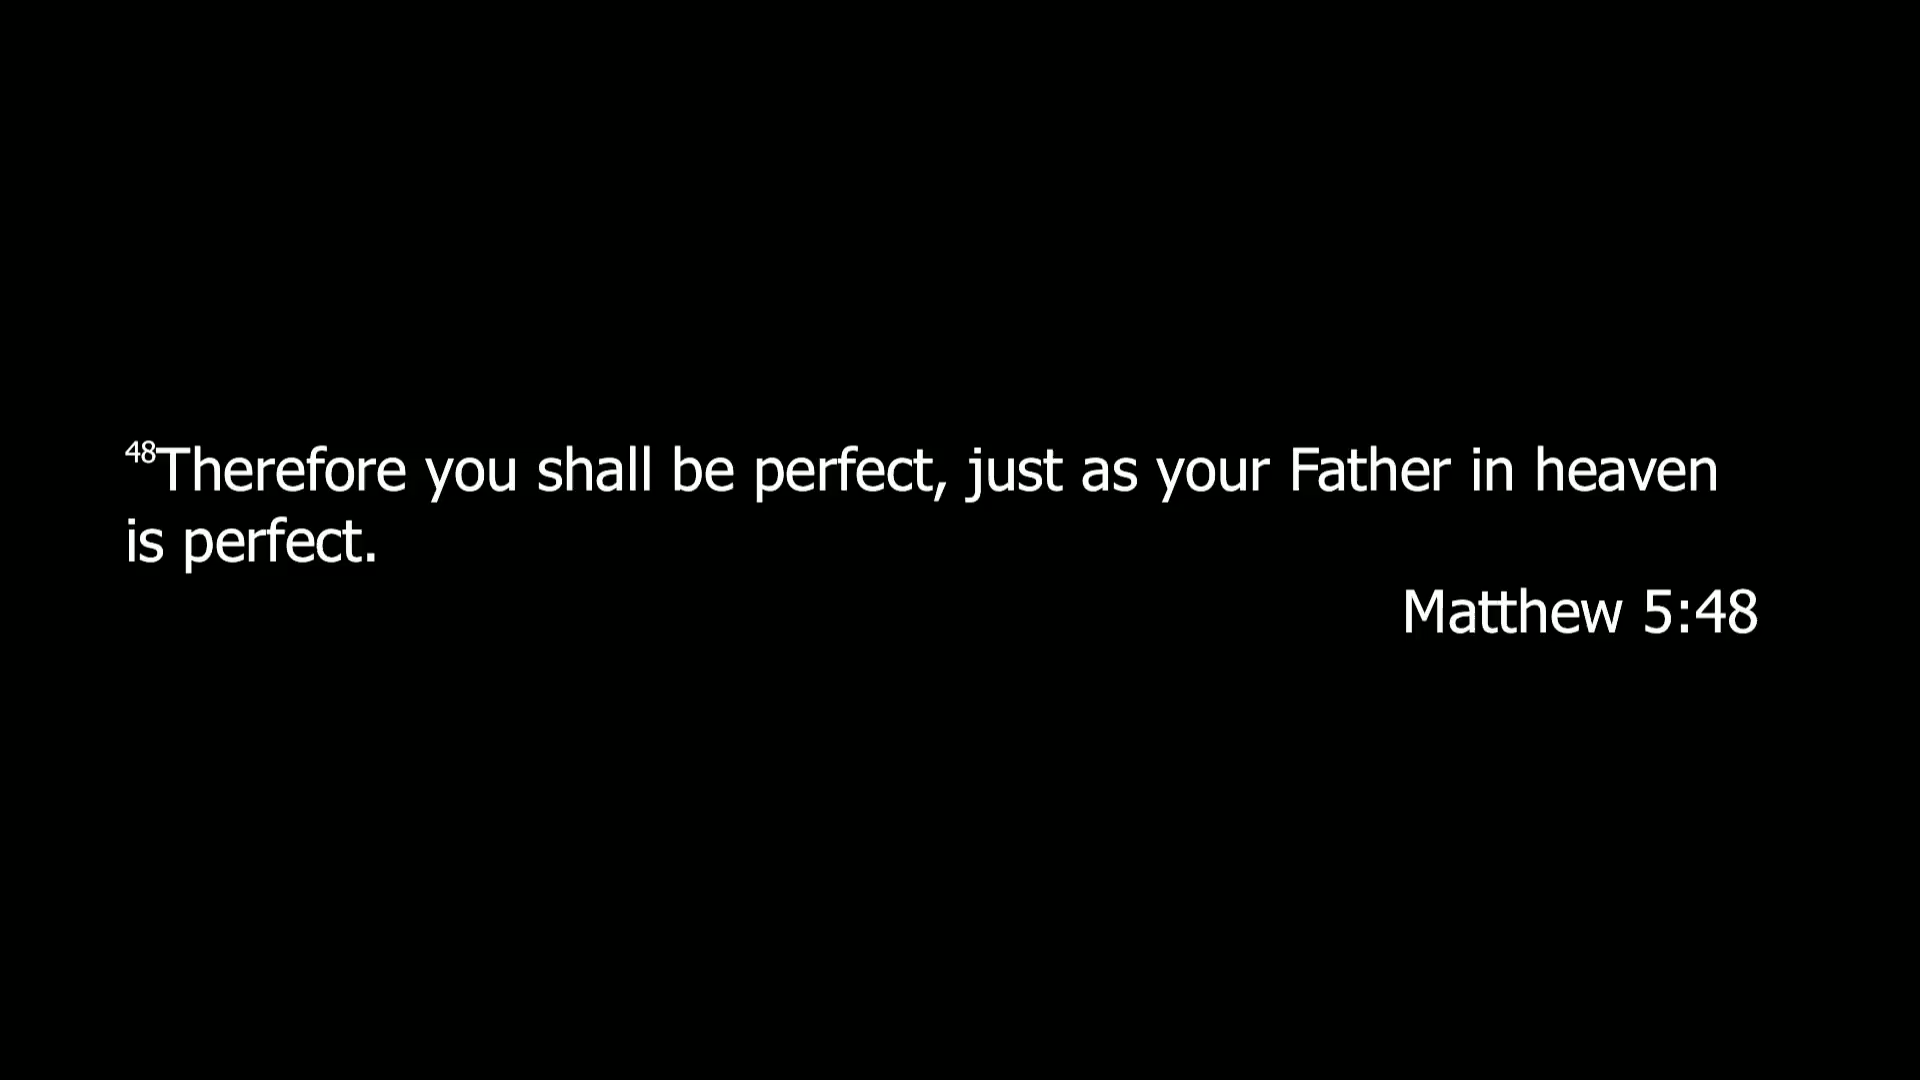 48Therefore you shall be perfect, just as your Father in heaven
is perfect.
Matthew 5:48